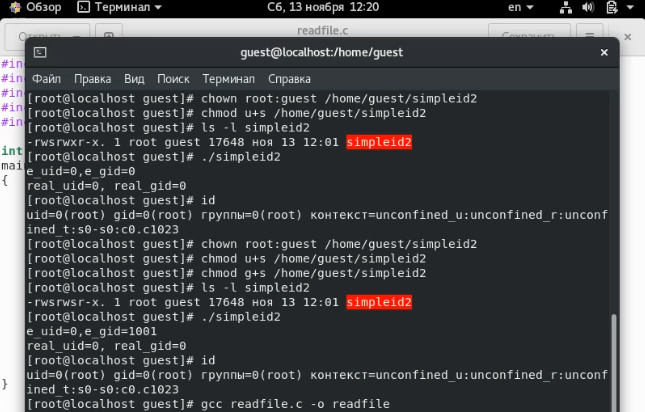 Обзор Терминал Сб, 13 ноября 12:20 en
Открыть readfile.c Сохранить
guest@localhost:/home/guest
Файл Правка Вид Поиск Терминал Справка
[root@localhost guest]# chown root:guest /home/guest/simpleid2
[root@localhost guest]# chmod u+s /home/guest/simpleid2
[root@localhost guest]# ls -l simpleid2
-rwsrwxr-x. 1 root guest 17648 ноя 13 12:01 simpleid2
[root@localhost guest]# ./simpleid2
e_uid=0,e_gid=0
real_uid=0, real_gid=0
[root@localhost guest]# id
uid=0(root) gid=0(root) группы=0(root) контекст=unconfined_u:unconfined_r:unconf
ined_t:s0-s0:c0.c1023
[root@localhost guest]# chown root:guest /home/guest/simpleid2
[root@localhost guest]# chmod u+s /home/guest/simpleid2
[root@localhost guest]# chmod g+s /home/guest/simpleid2
[root@localhost guest]# ls -l simpleid2
-rwsrwsr-x. 1 root guest 17648 ноя 13 12:01 simpleid2
[root@localhost guest]# ./simpleid2
e_uid=0,e_gid=1001
real_uid=0, real_gid=0
[root@localhost guest]# id
uid=0(root) gid=0(root) группы=0(root) контекст=unconfined_u:unconfined_r:unconf
ined_t:s0-s0:c0.c1023
[root@localhost guest]# gcc readfile.c -o readfile
#in
#in
#in
#in
#in
int
main
{
}